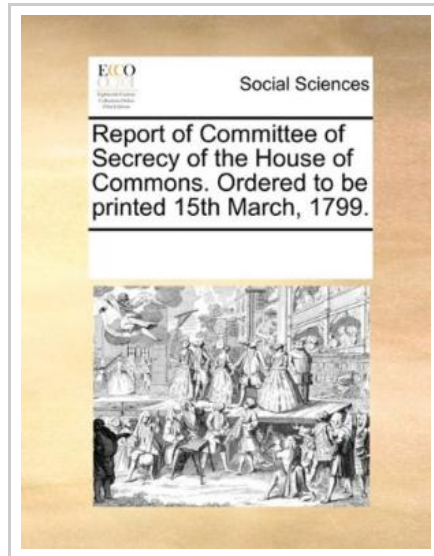 ECCO
Social Sciences
Report of Committee of
Secrecy of the House of
Commons. Ordered to be
printed 15th March, 1799.